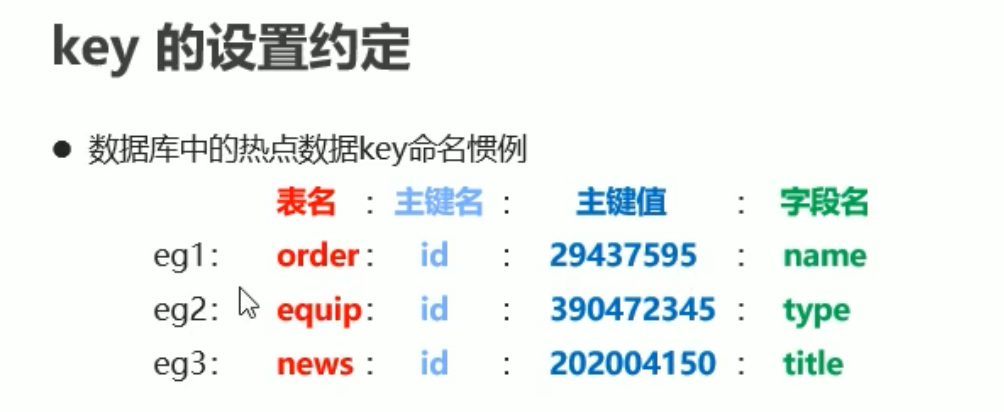 key 的设置约定
● 数据库中的热点数据key命名惯例
表名 : 主键名 : 主键值 : 字段名
eg1: order : id : 29437595 : name
eg2: equip : id : 390472345 : type
eg3: news : id : 202004150 : title